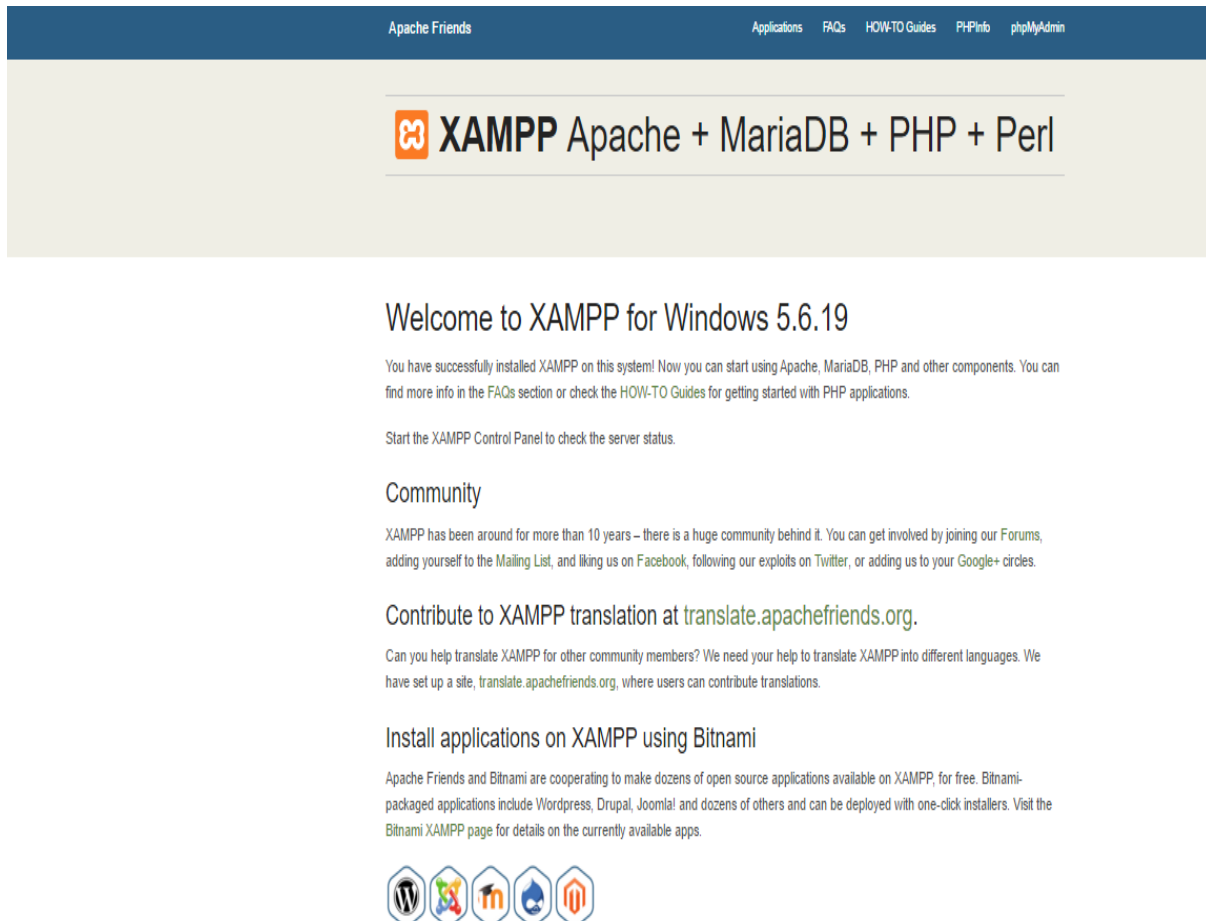 Apache Friends
Applications FAQs HOW-TO Guides PHPInfo phpMyAdmin
XAMPP Apache + MariaDB + PHP + Perl
Welcome to XAMPP for Windows 5.6.19
You have successfully installed XAMPP on this system! Now you can start using Apache, MariaDB, PHP and other components. You can
find more info in the FAQs section or check the HOW-TO Guides for getting started with PHP applications.
Start the XAMPP Control Panel to check the server status.
Community
XAMPP has been around for more than 10 years – there is a huge community behind it. You can get involved by joining our Forums,
adding yourself to the Mailing List, and liking us on Facebook, following our exploits on Twitter, or adding us to your Google+ circles.
Contribute to XAMPP translation at translate.apachefriends.org.
Can you help translate XAMPP for other community members? We need your help to translate XAMPP into different languages. We
have set up a site, translate.apachefriends.org, where users can contribute translations.
Install applications on XAMPP using Bitnami
Apache Friends and Bitnami are cooperating to make dozens of open source applications available on XAMPP, for free. Bitnami-
packaged applications include Wordpress, Drupal, Joomla! and dozens of others and can be deployed with one-click installers. Visit the
Bitnami XAMPP page for details on the currently available apps.